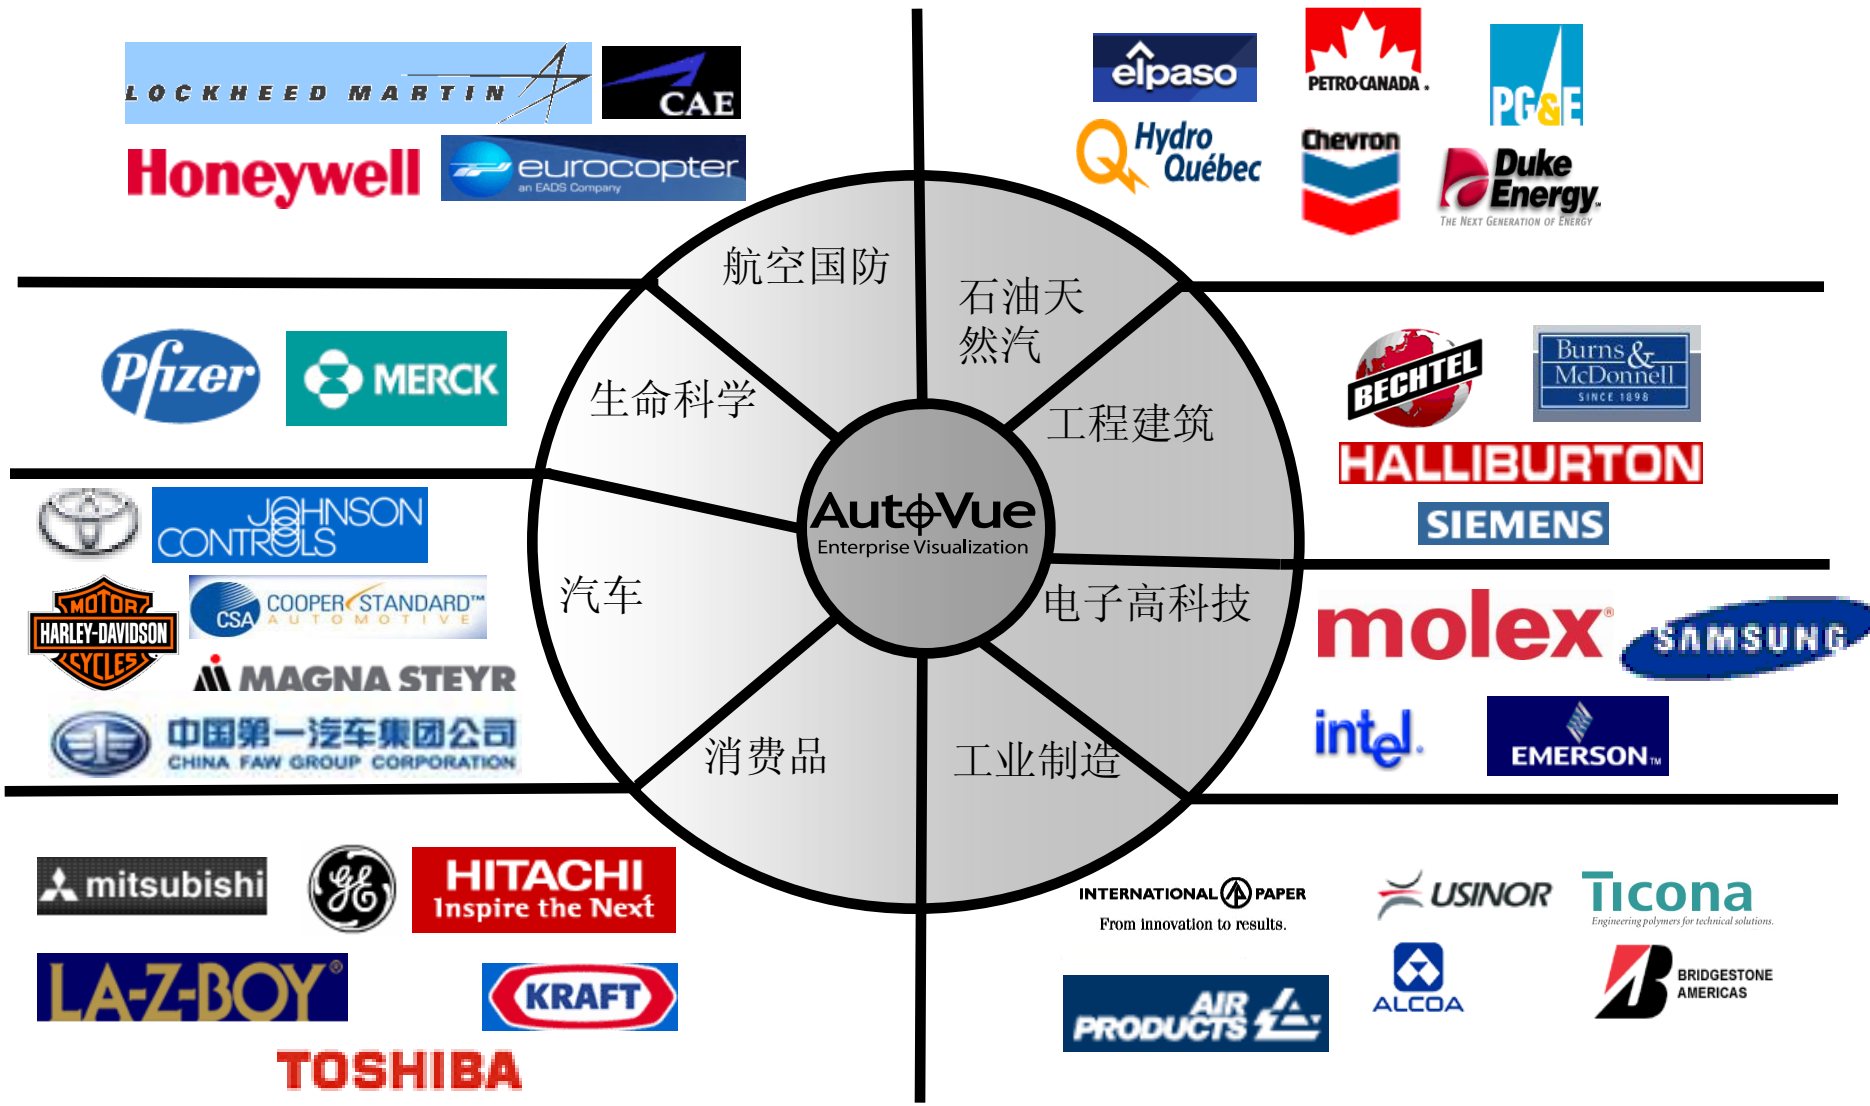 LOCKHEED MARTIN
CAE
Honeywell
eurocopter
an EADS Company
elpaso
PETRO-CANADA
PG&E
Hydro
Québec
Chevron
Duke
Energy
THE NEXT GENERATION OF ENERGY
航空国防
石油天
然汽
Pfizer
MERCK
生命科学
工程建筑
BECHTEL
Burns &
McDonnell
SINCE 1898
HALLIBURTON
SIEMENS
AutoVue
Enterprise Visualization
JOHNSON
CONTROLS
MOTOR
HARLEY-DAVIDSON
CYCLES
CSA
COOPER STANDARD™
AUTOMOTIVE
MAGNA STEYR
中国第一汽车集团公司
CHINA FAW GROUP CORPORATION
汽车
电子高科技
molex®
SAMSUNG
intel
EMERSON™
消费品
工业制造
mitsubishi
GE
HITACHI
Inspire the Next
LA-Z-BOY®
KRAFT
TOSHIBA
INTERNATIONAL PAPER
From innovation to results.
USINOR
Ticona
Engineering polymers for technical solutions.
AIR
PRODUCTS
ALCOA
BRIDGESTONE
AMERICAS